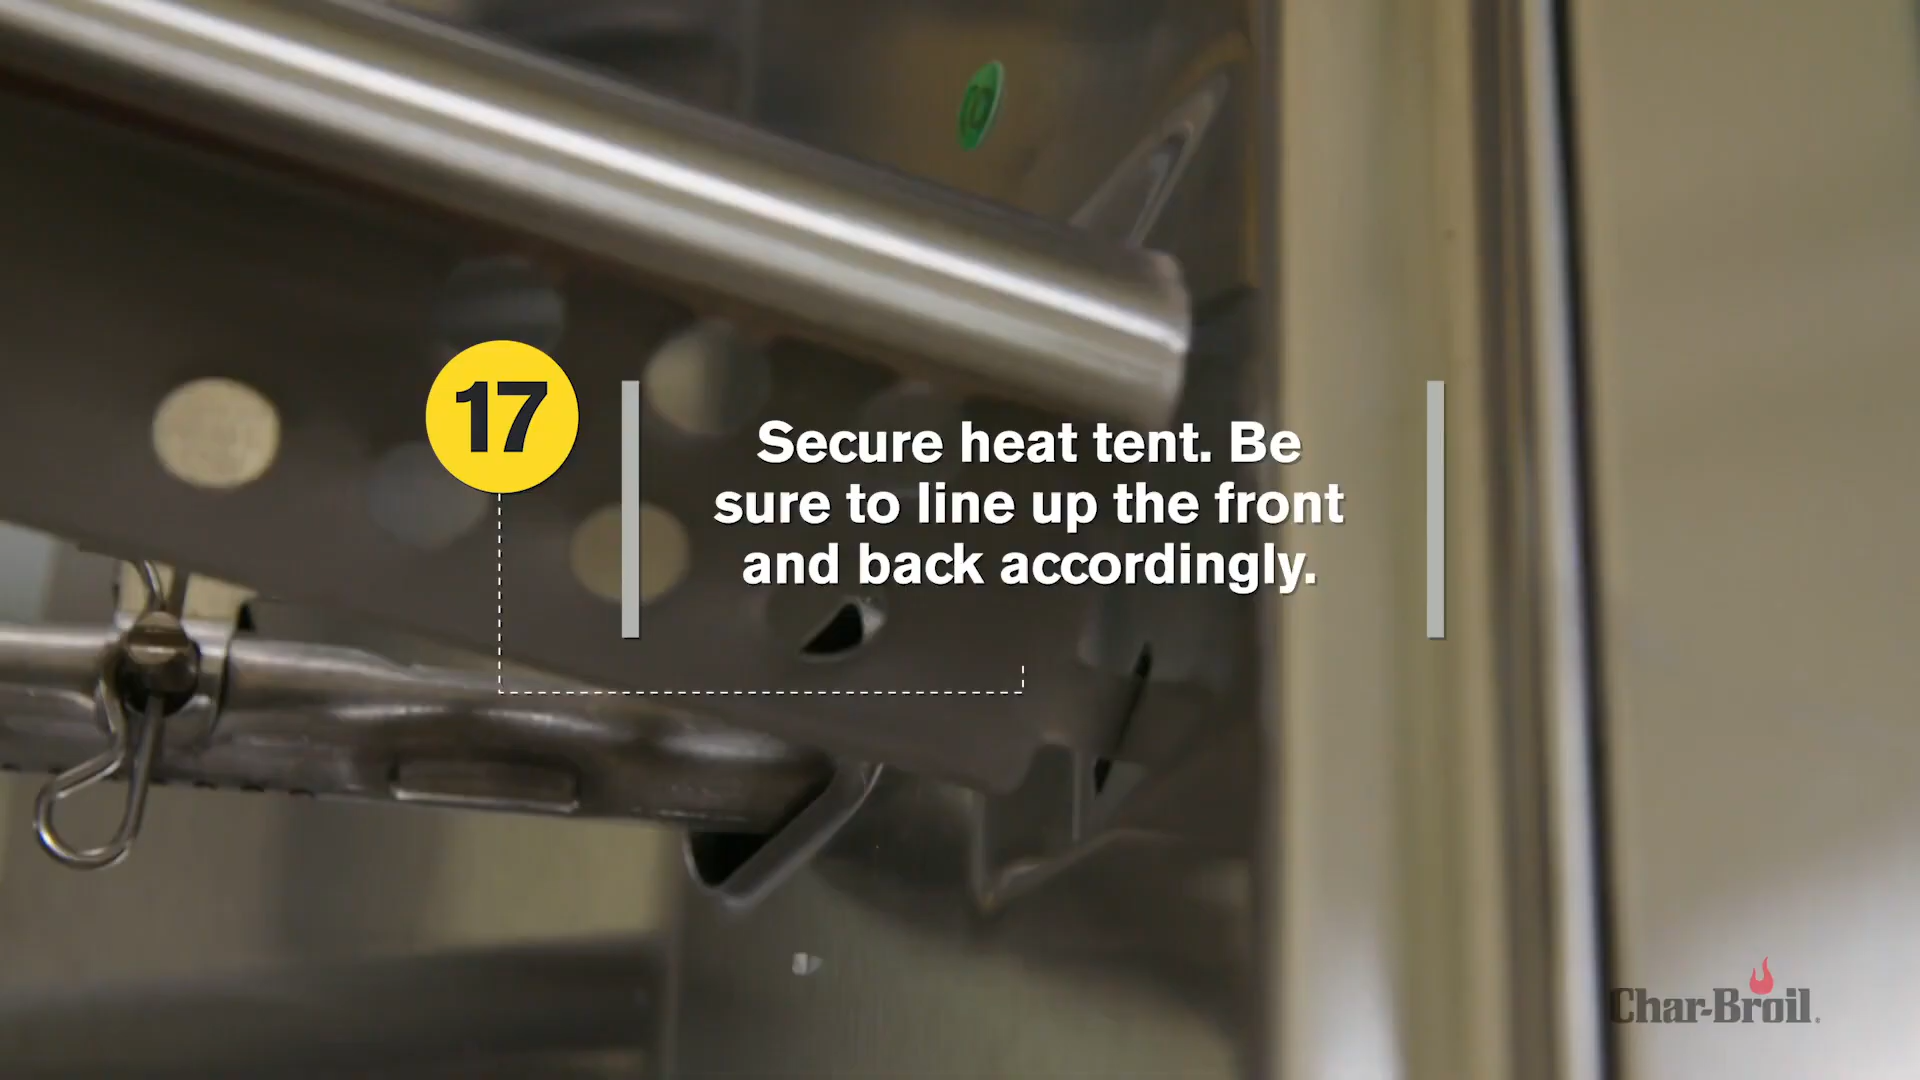 17
Secure heat tent. Be
sure to line up the front
and back accordingly.
Char-Broil